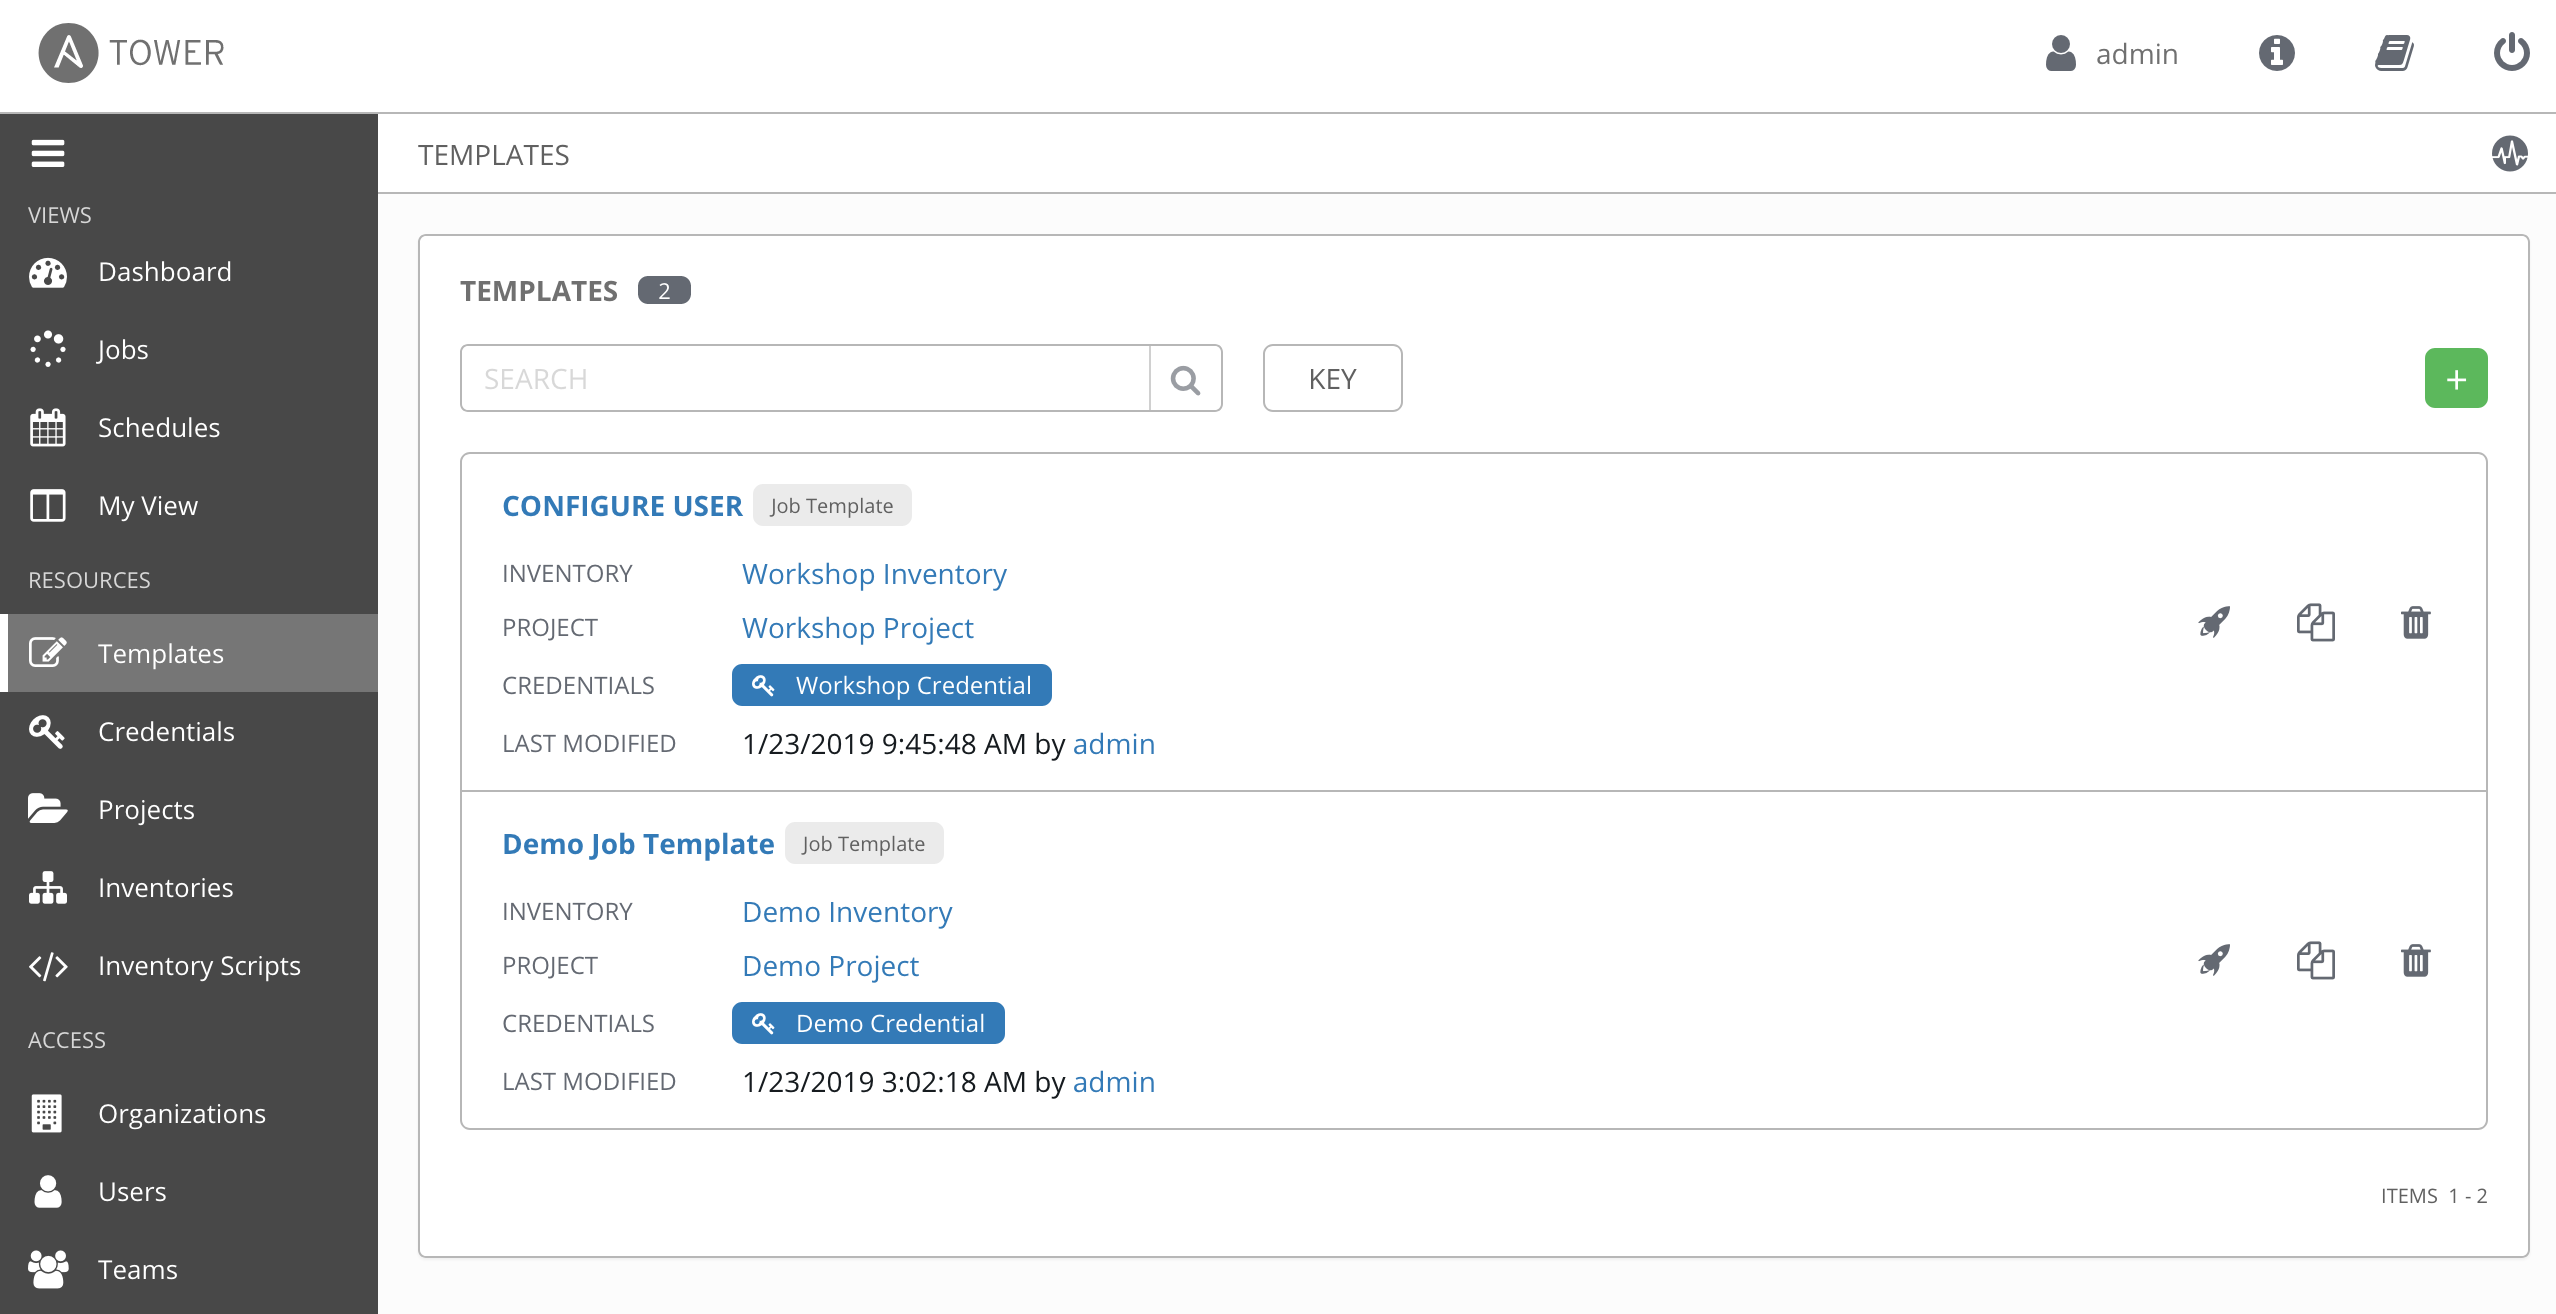 TOWER
admin
VIEWS
Dashboard
Jobs
Schedules
My View
RESOURCES
Templates
Credentials
Projects
Inventories
Inventory Scripts
ACCESS
Organizations
Users
Teams
TEMPLATES
TEMPLATES 2
SEARCH
KEY
+
CONFIGURE USER Job Template
INVENTORY Workshop Inventory
PROJECT Workshop Project
CREDENTIALS Workshop Credential
LAST MODIFIED 1/23/2019 9:45:48 AM by admin
Demo Job Template Job Template
INVENTORY Demo Inventory
PROJECT Demo Project
CREDENTIALS Demo Credential
LAST MODIFIED 1/23/2019 3:02:18 AM by admin
ITEMS 1 - 2